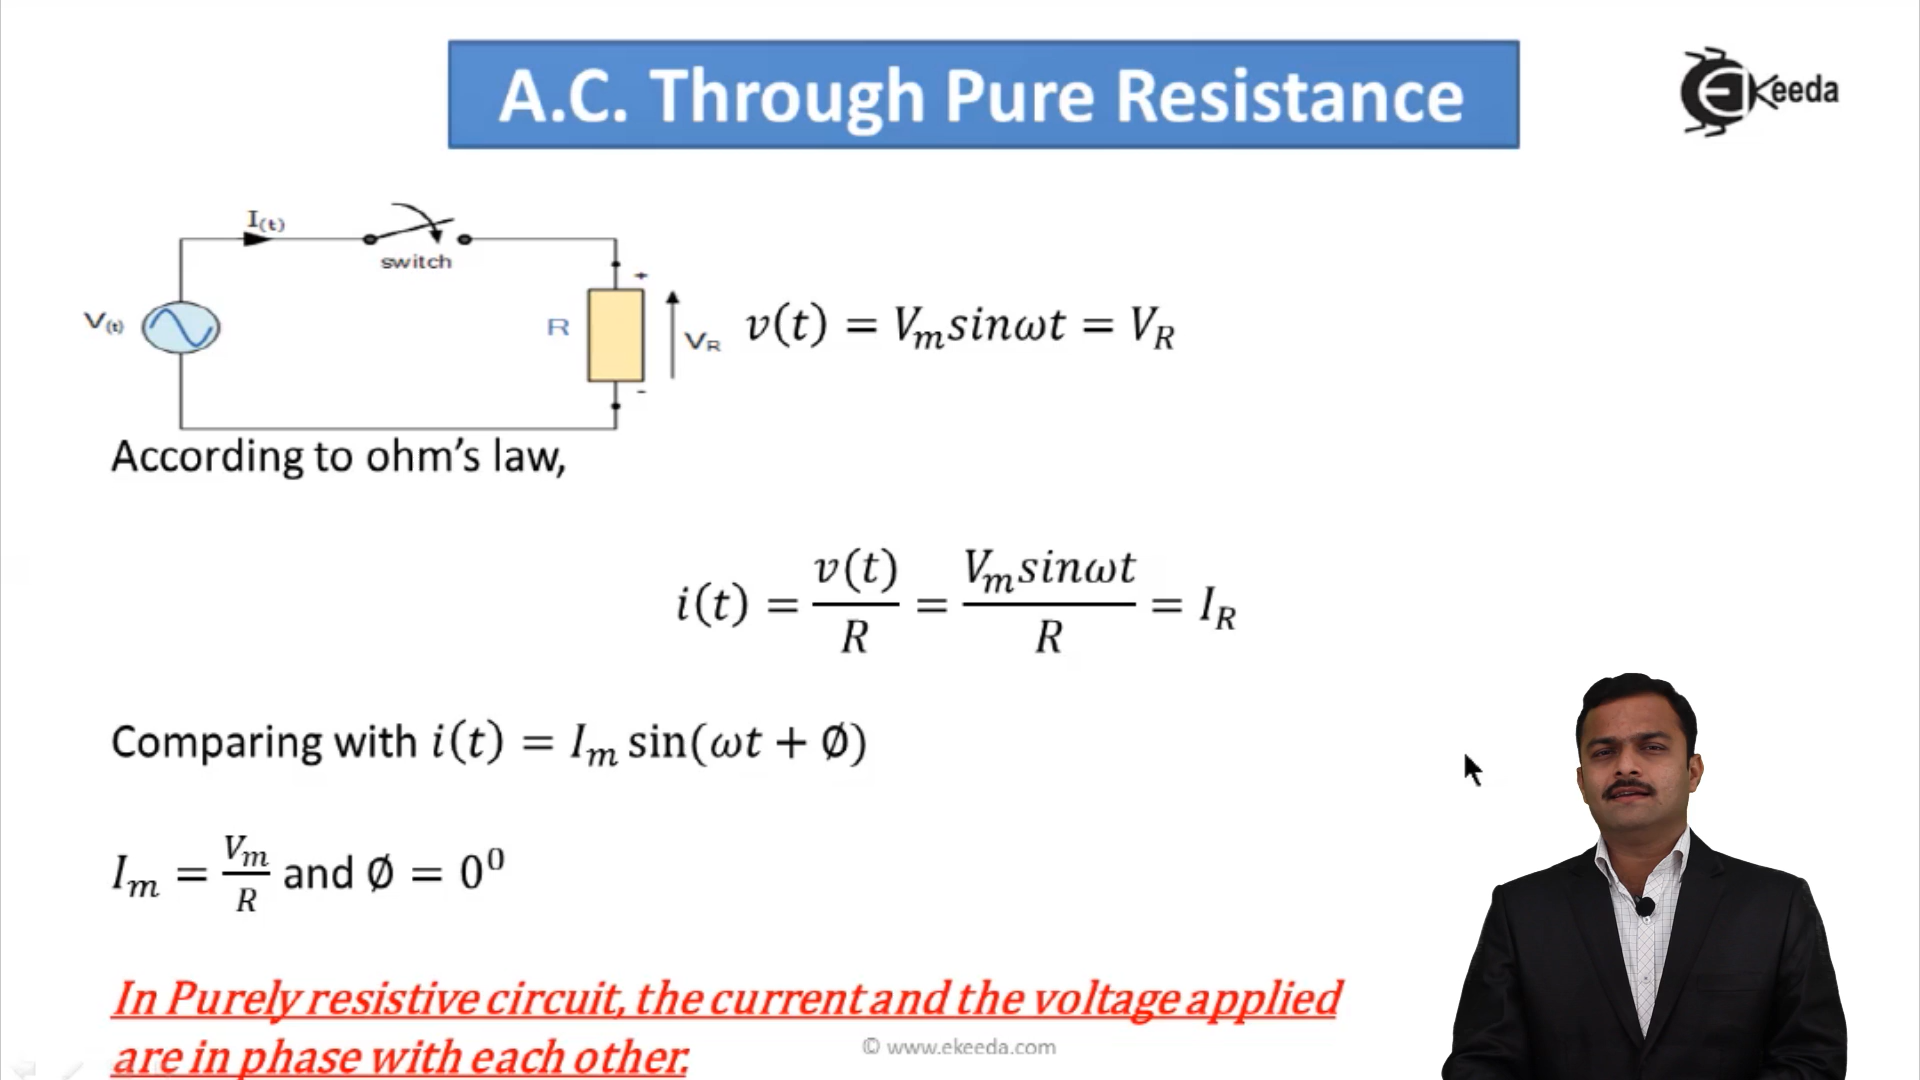 A.C. Through Pure Resistance
EKeeda
I(t)
switch
+
V(t)
R
VR
v(t) = Vₘsinωt = V_R
-
According to ohm's law,
i(t) = v(t)/R = Vₘsinωt/R = I_R
Comparing with i(t) = Iₘ sin(ωt + Ø)
Iₘ = Vₘ/R and Ø = 0⁰
In Purely resistive circuit, the current and the voltage applied
are in phase with each other.
© www.ekeeda.com